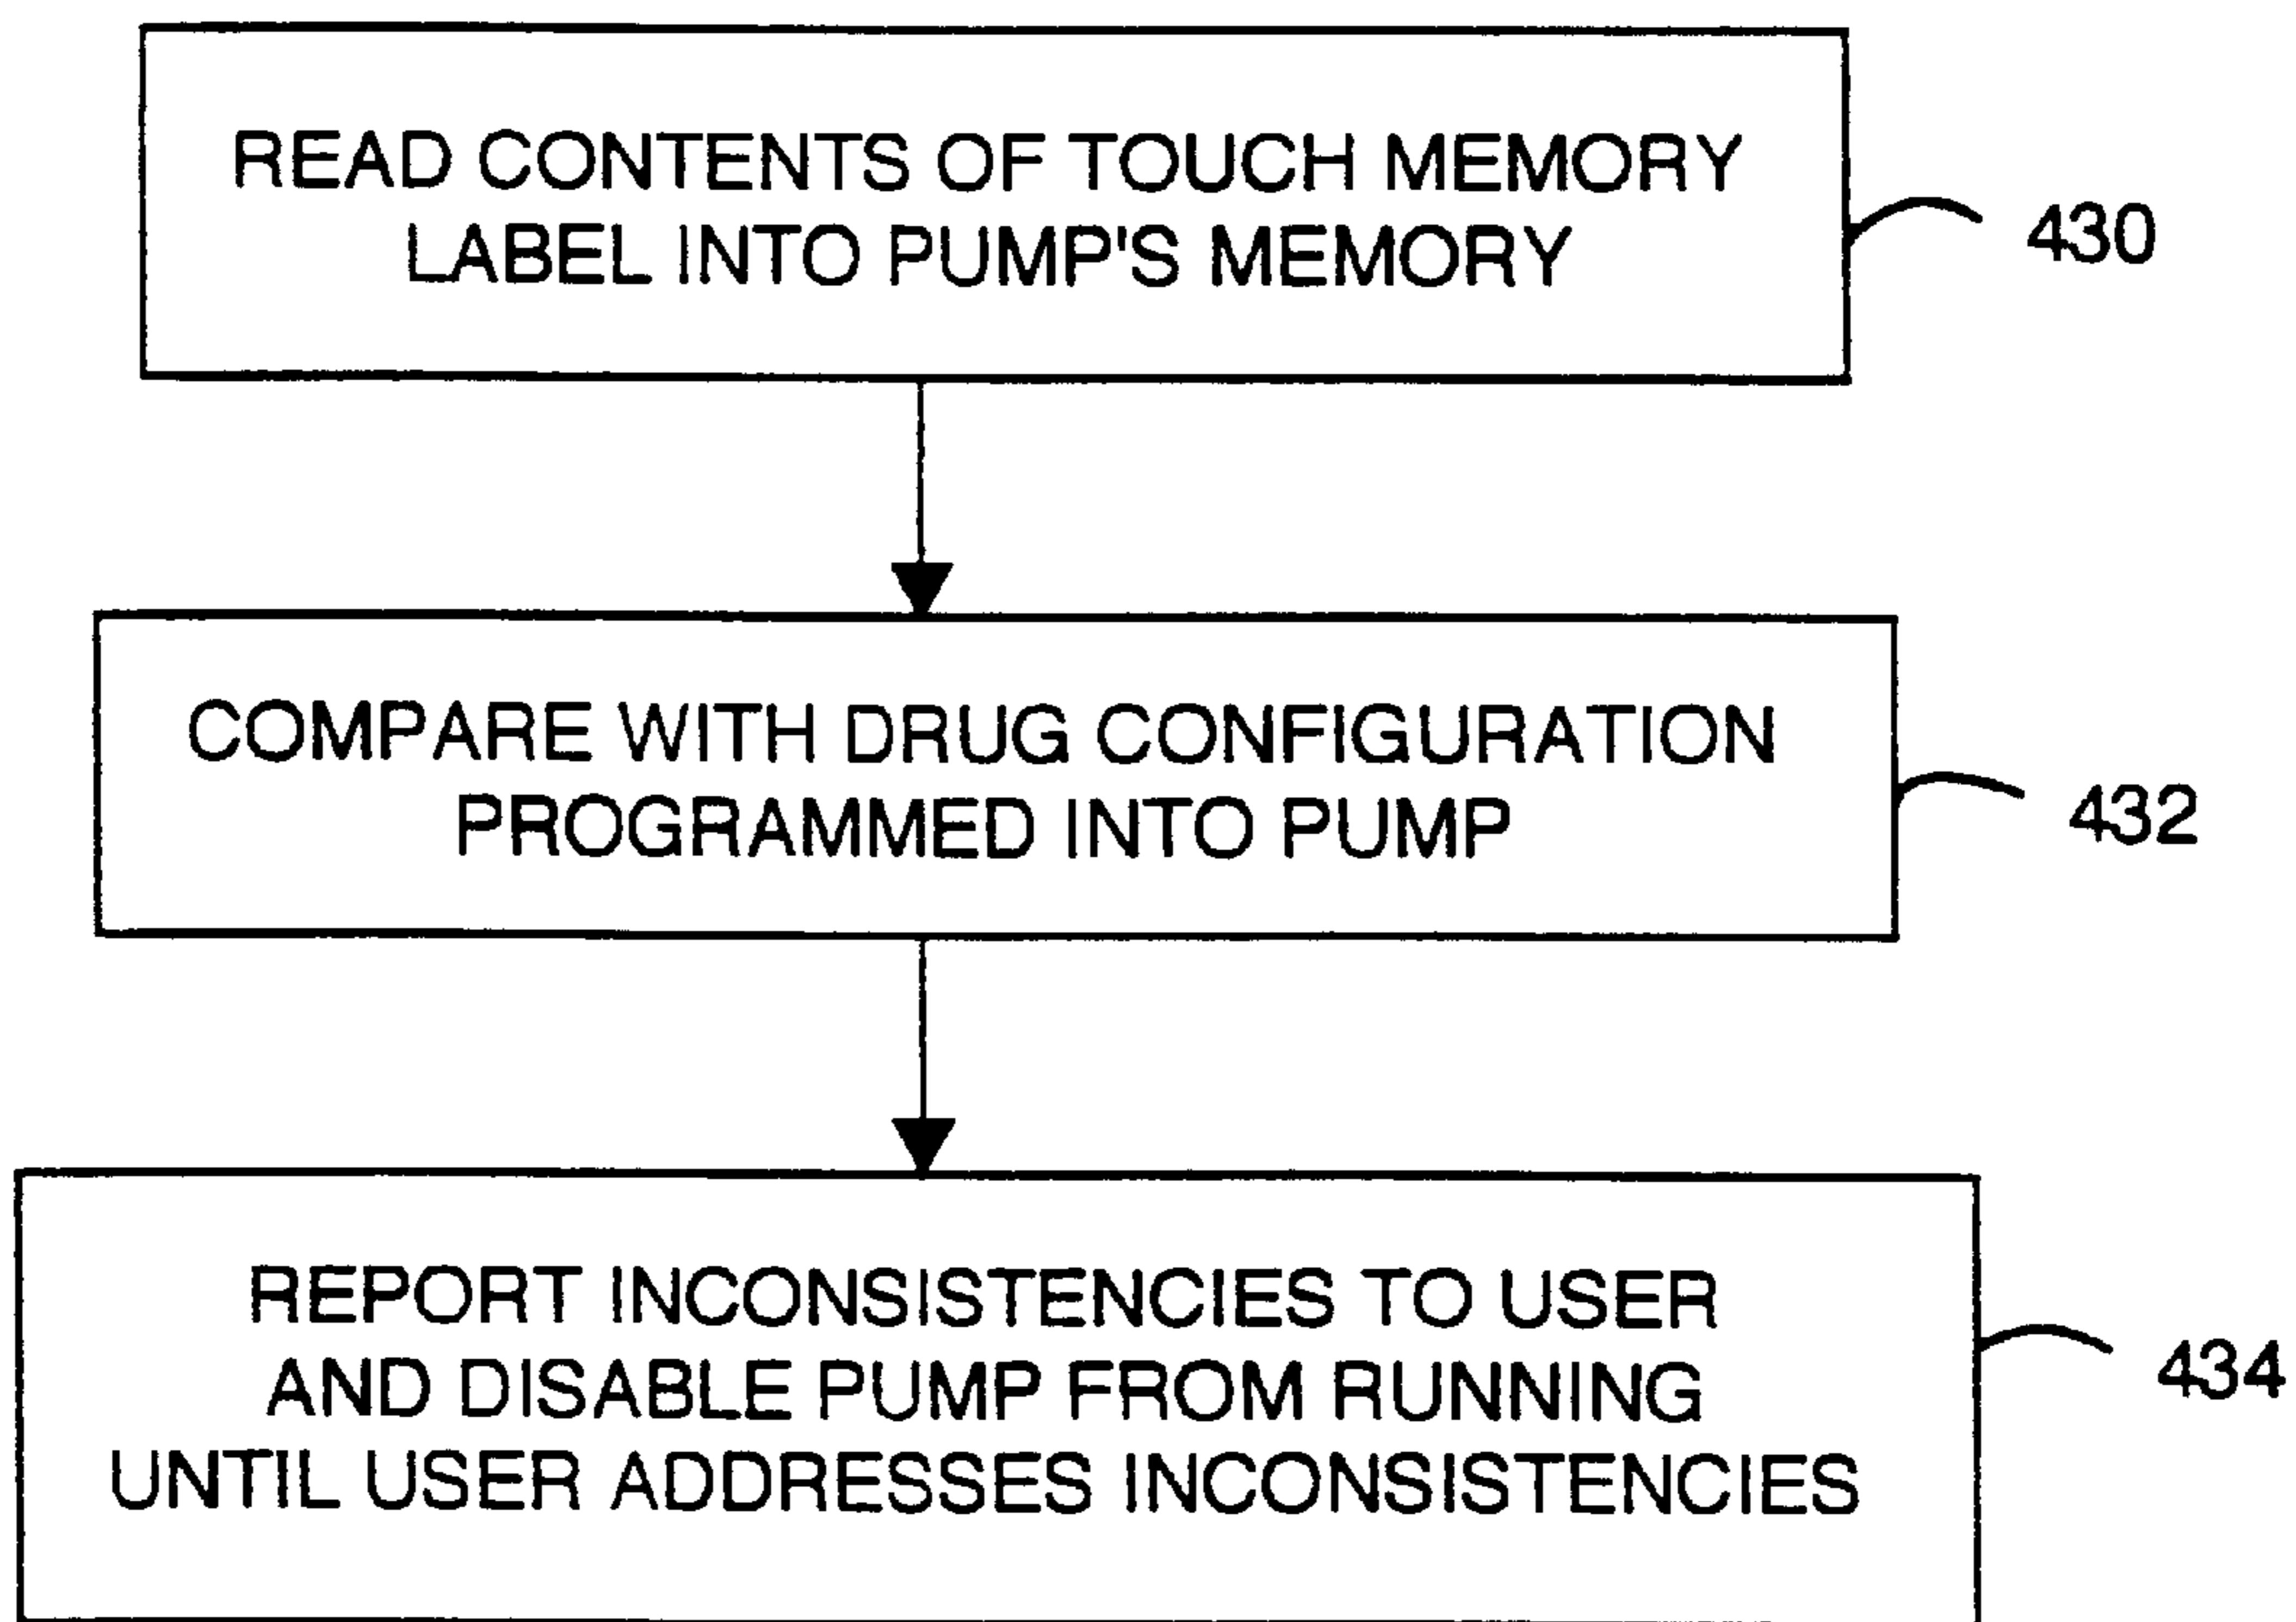 READ CONTENTS OF TOUCH MEMORY
LABEL INTO PUMP'S MEMORY
430
COMPARE WITH DRUG CONFIGURATION
PROGRAMMED INTO PUMP
432
REPORT INCONSISTENCIES TO USER
AND DISABLE PUMP FROM RUNNING
UNTIL USER ADDRESSES INCONSISTENCIES
434